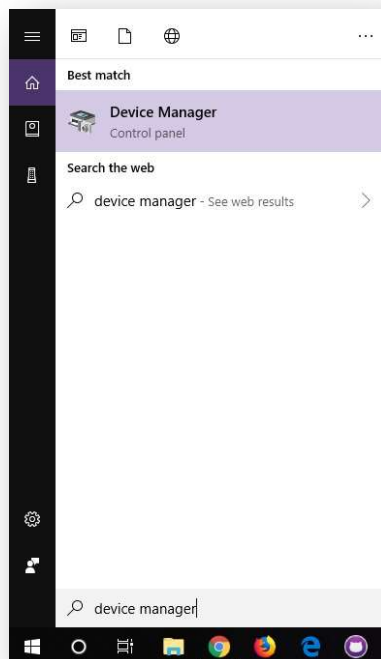 Best match
Device Manager
Control panel
Search the web
device manager - See web results
device manager